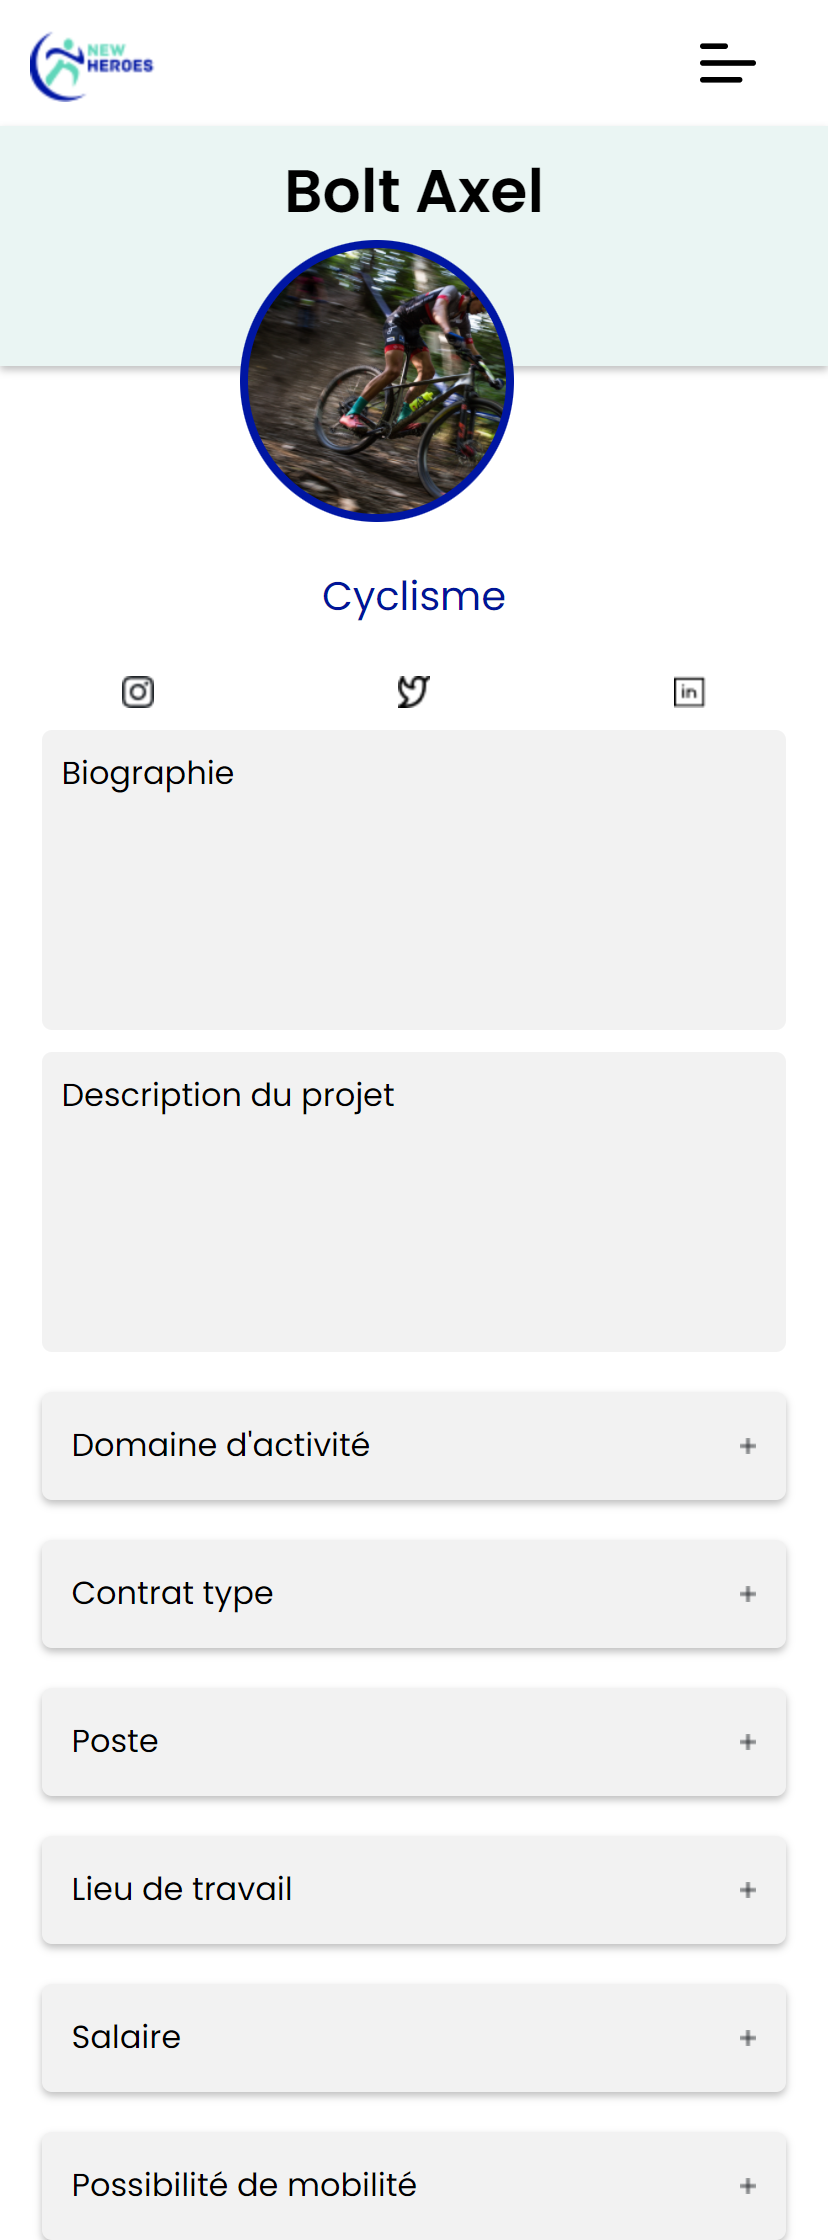 NEW
HEROES
Bolt Axel
Cyclisme
in
Biographie
Description du projet
Domaine d'activité
Contrat type
Poste
Lieu de travail
Salaire
Possibilité de mobilité